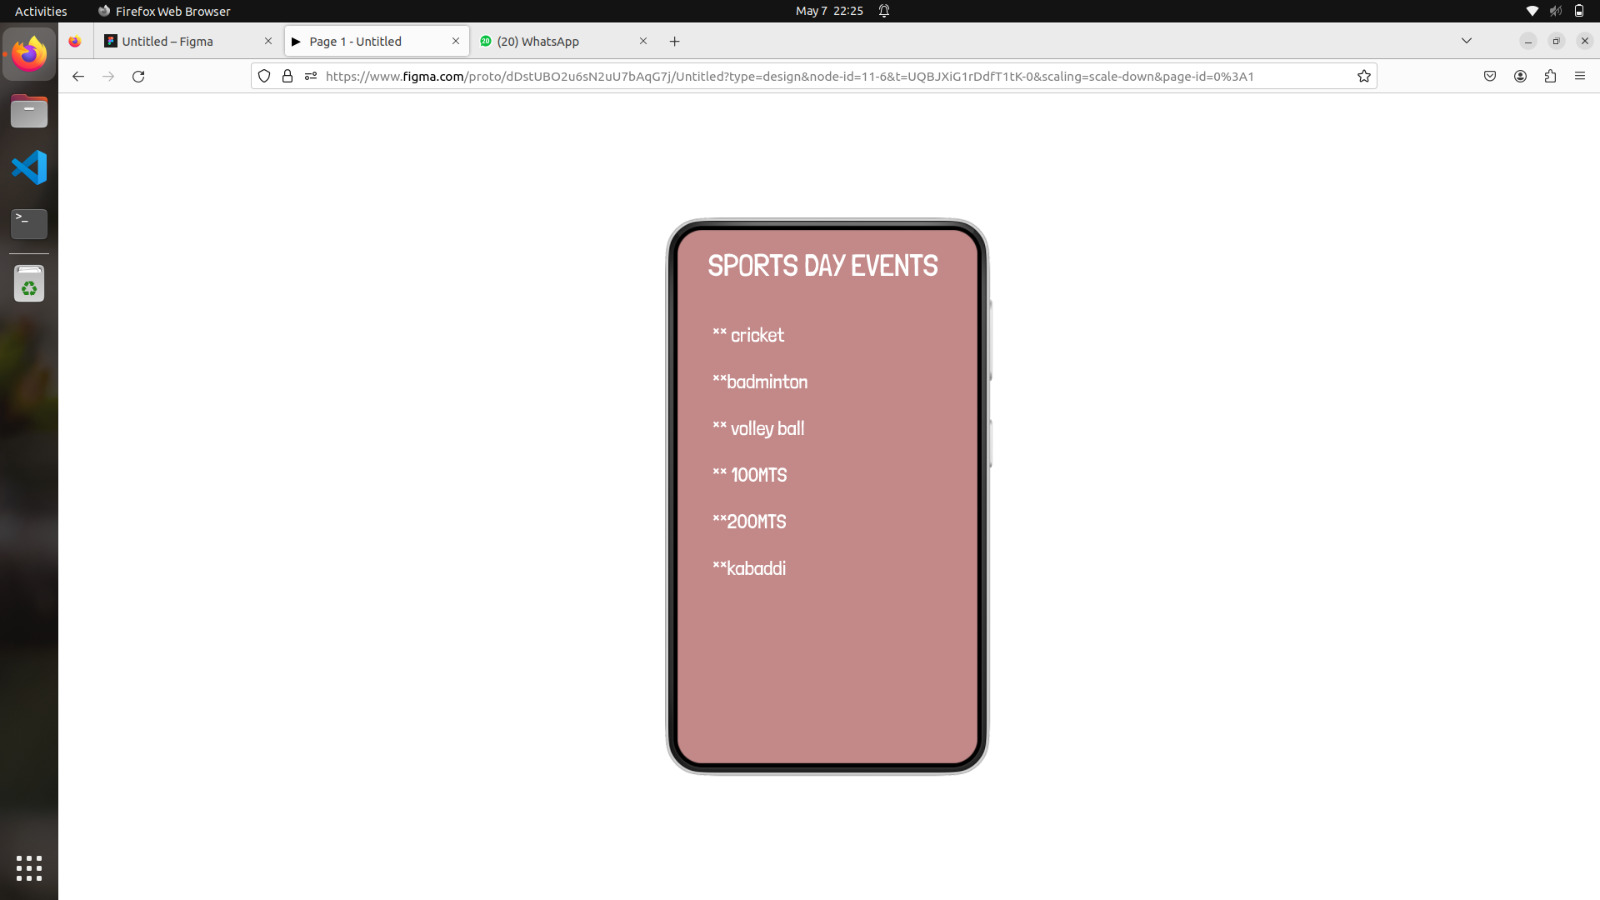 Activities Firefox Web Browser May 7 22:25
Untitled – Figma Page 1 - Untitled 20 (20) WhatsApp
https://www.figma.com/proto/dDstUBO2u6sN2uU7bAqG7j/Untitled?type=design&node-id=11-6&t=UQBJXiG1rDdfT1tK-0&scaling=scale-down&page-id=0%3A1
>_
SPORTS DAY EVENTS
** cricket
**badminton
** volley ball
** 100MTS
**200MTS
**kabaddi